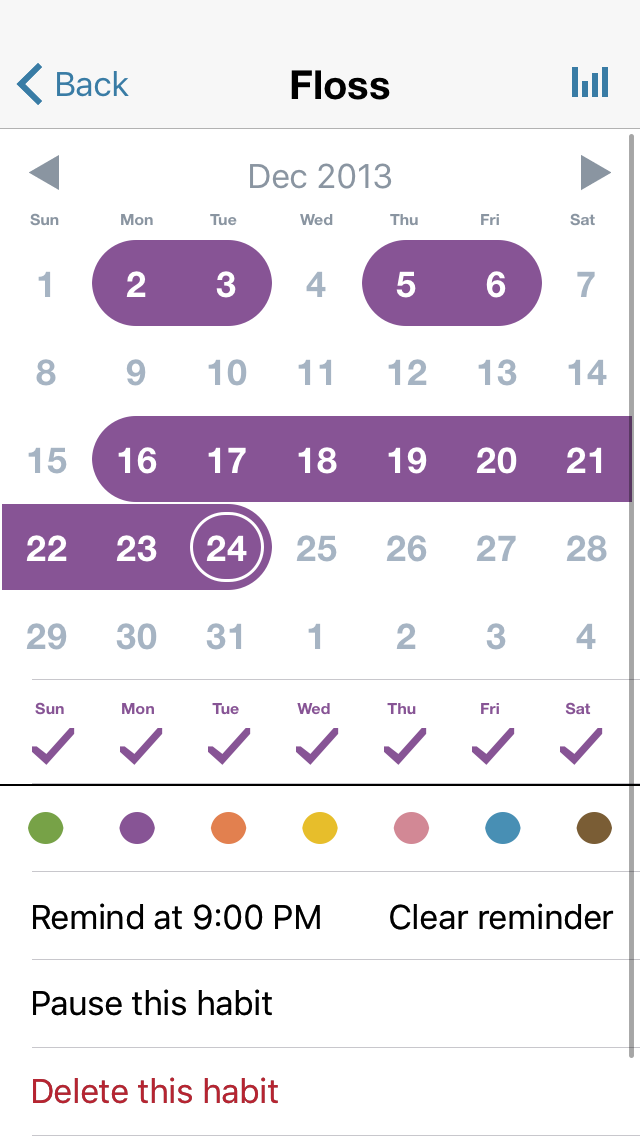 Back Floss
Dec 2013
Sun Mon Tue Wed Thu Fri Sat
1 2 3 4 5 6 7
8 9 10 11 12 13 14
15 16 17 18 19 20 21
22 23 24 25 26 27 28
29 30 31 1 2 3 4
Sun Mon Tue Wed Thu Fri Sat
Remind at 9:00 PM Clear reminder
Pause this habit
Delete this habit